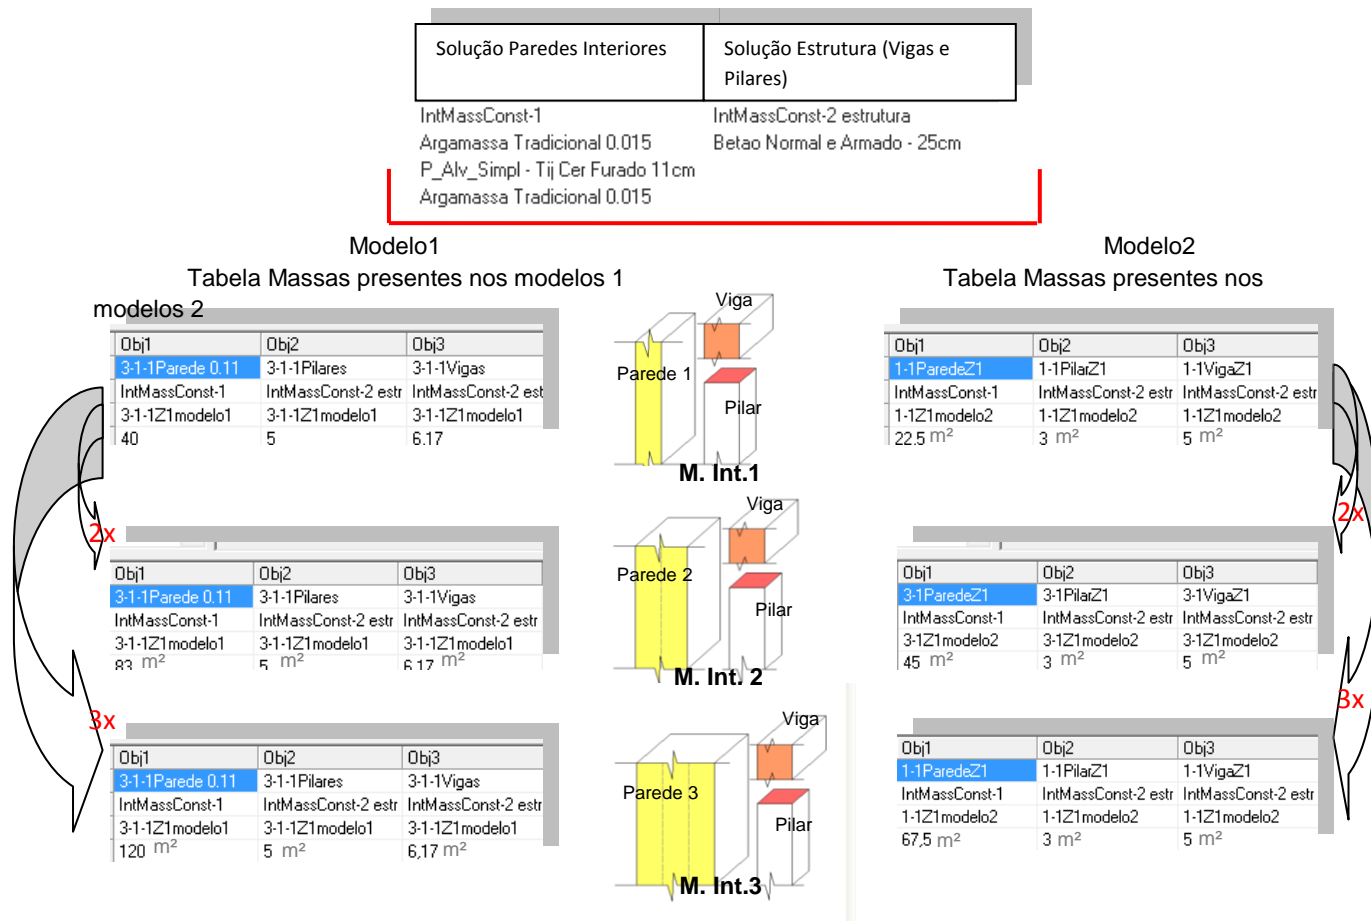 Solução Paredes Interiores
Solução Estrutura (Vigas e
Pilares)
IntMassConst-1
Argamassa Tradicional 0.015
P_Alv_Simpl - Tij Cer Furado 11cm
Argamassa Tradicional 0.015
IntMassConst-2 estrutura
Betao Normal e Armado - 25cm
Modelo1
Modelo2
Tabela Massas presentes nos modelos 1
Tabela Massas presentes nos
modelos 2
Obj1 Obj2 Obj3
3-1-1Parede 0.11 3-1-1Pilares 3-1-1Vigas
IntMassConst-1 IntMassConst-2 estr IntMassConst-2 est
3-1-1Z1modelo1 3-1-1Z1modelo1 3-1-1Z1modelo1
40 5 6.17
Viga
Parede 1
Pilar
M. Int.1
Obj1 Obj2 Obj3
1-1ParedeZ1 1-1PilarZ1 1-1VigaZ1
IntMassConst-1 IntMassConst-2 estr IntMassConst-2 estr
1-1Z1modelo2 1-1Z1modelo2 1-1Z1modelo2
22.5 m² 3 m² 5 m²
2x
Obj1 Obj2 Obj3
3-1-1Parede 0.11 3-1-1Pilares 3-1-1Vigas
IntMassConst-1 IntMassConst-2 estr IntMassConst-2 estr
3-1-1Z1modelo1 3-1-1Z1modelo1 3-1-1Z1modelo1
83 m² 5 m² 6.17 m²
Viga
Parede 2
Pilar
M. Int. 2
2x
Obj1 Obj2 Obj3
3-1ParedeZ1 3-1PilarZ1 3-1VigaZ1
IntMassConst-1 IntMassConst-2 estr IntMassConst-2 estr
3-1Z1modelo2 3-1Z1modelo2 3-1Z1modelo2
45 m² 3 m² 5 m²
3x
Obj1 Obj2 Obj3
3-1-1Parede 0.11 3-1-1Pilares 3-1-1Vigas
IntMassConst-1 IntMassConst-2 estr IntMassConst-2 estr
3-1-1Z1modelo1 3-1-1Z1modelo1 3-1-1Z1modelo1
120 m² 5 m² 6,17 m²
Viga
Parede 3
Pilar
M. Int.3
3x
Obj1 Obj2 Obj3
1-1ParedeZ1 1-1PilarZ1 1-1VigaZ1
IntMassConst-1 IntMassConst-2 estr IntMassConst-2 estr
1-1Z1modelo2 1-1Z1modelo2 1-1Z1modelo2
67,5 m² 3 m² 5 m²